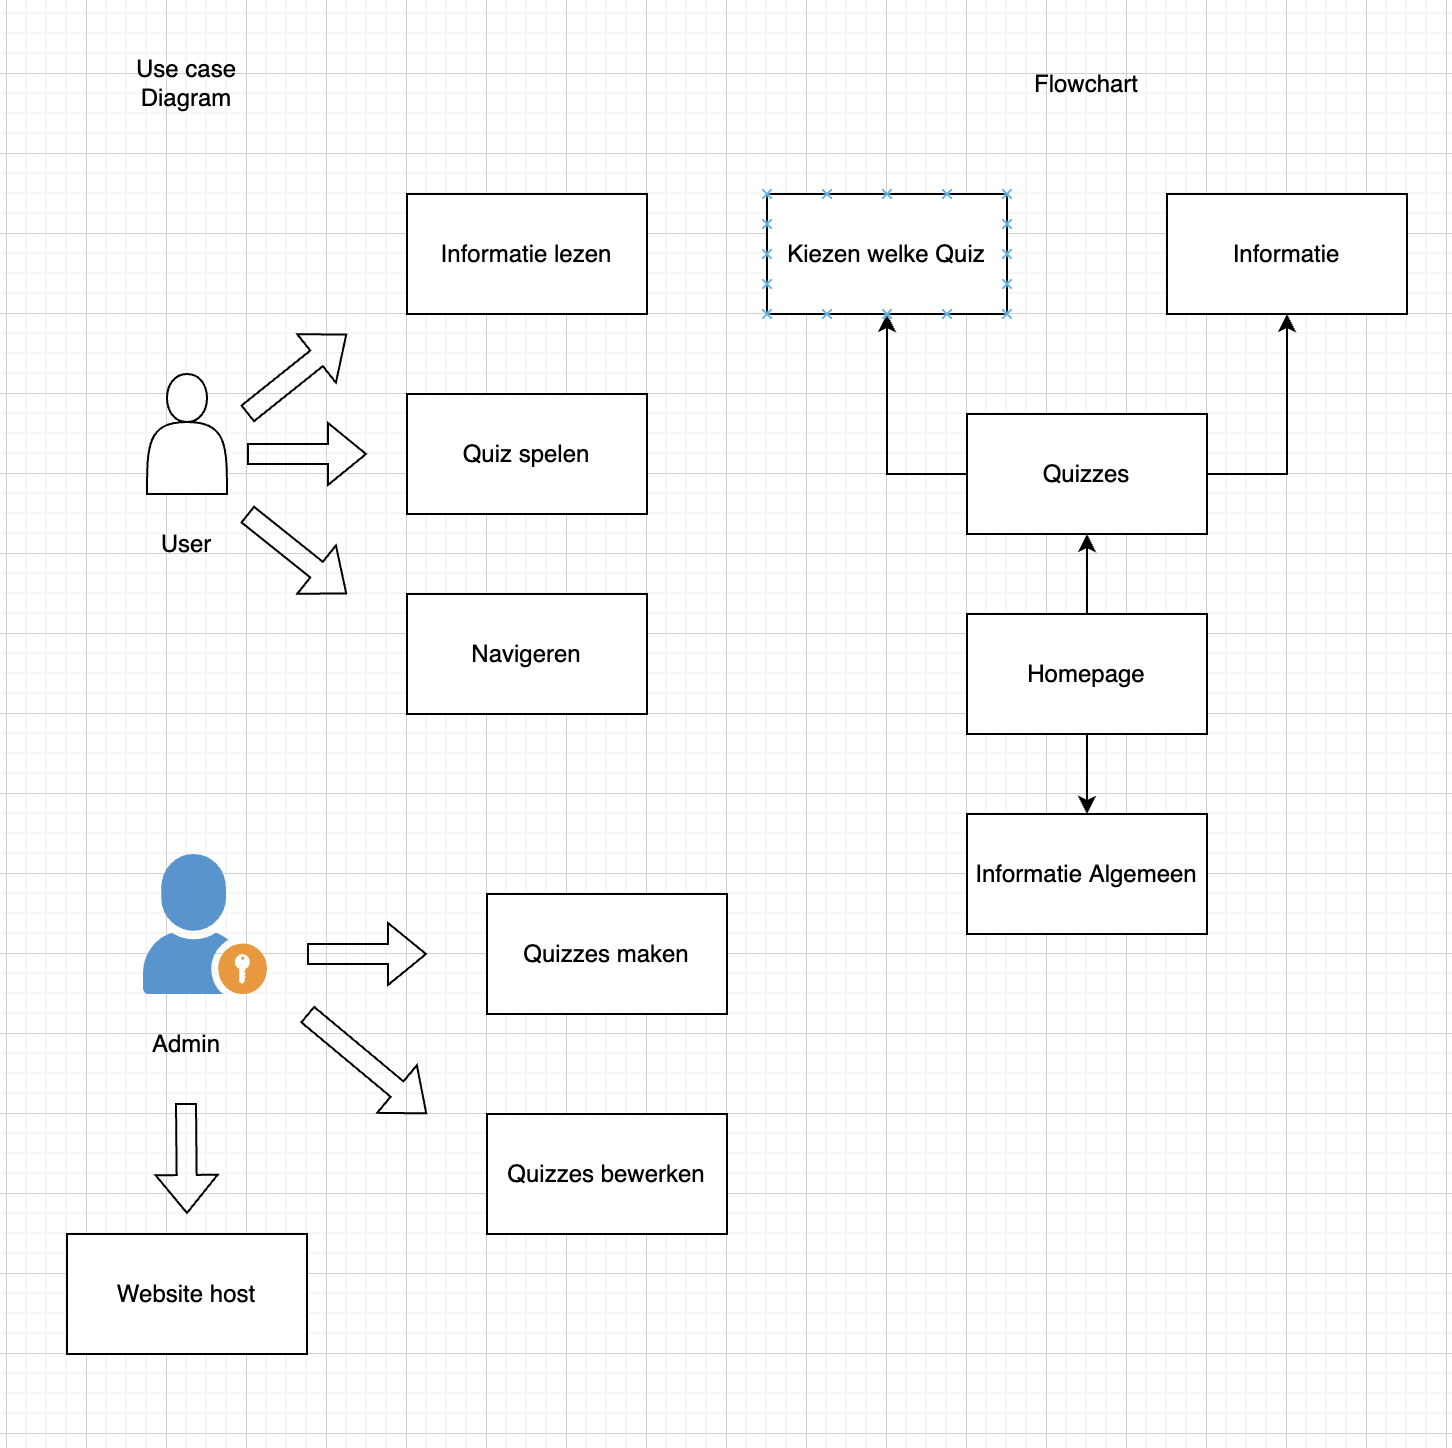 Use case
Diagram
Flowchart
Informatie lezen
Kiezen welke Quiz
Informatie
Quiz spelen
Quizzes
User
Navigeren
Homepage
Informatie Algemeen
Quizzes maken
Admin
Quizzes bewerken
Website host